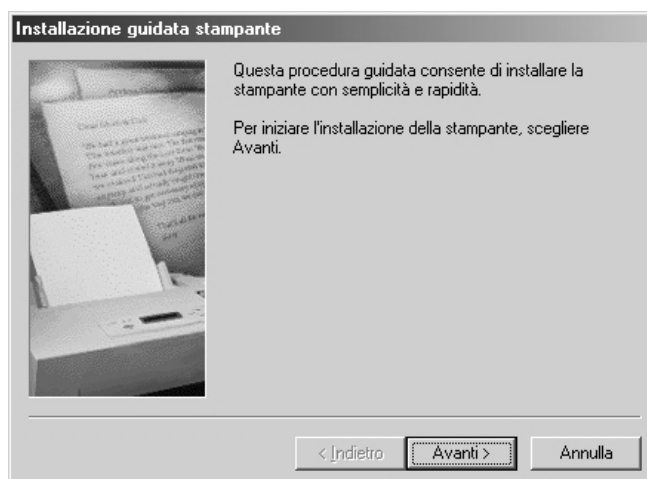 Installazione guidata stampante
Questa procedura guidata consente di installare la
stampante con semplicità e rapidità.
Per iniziare l'installazione della stampante, scegliere
Avanti.
< Indietro
Avanti >
Annulla